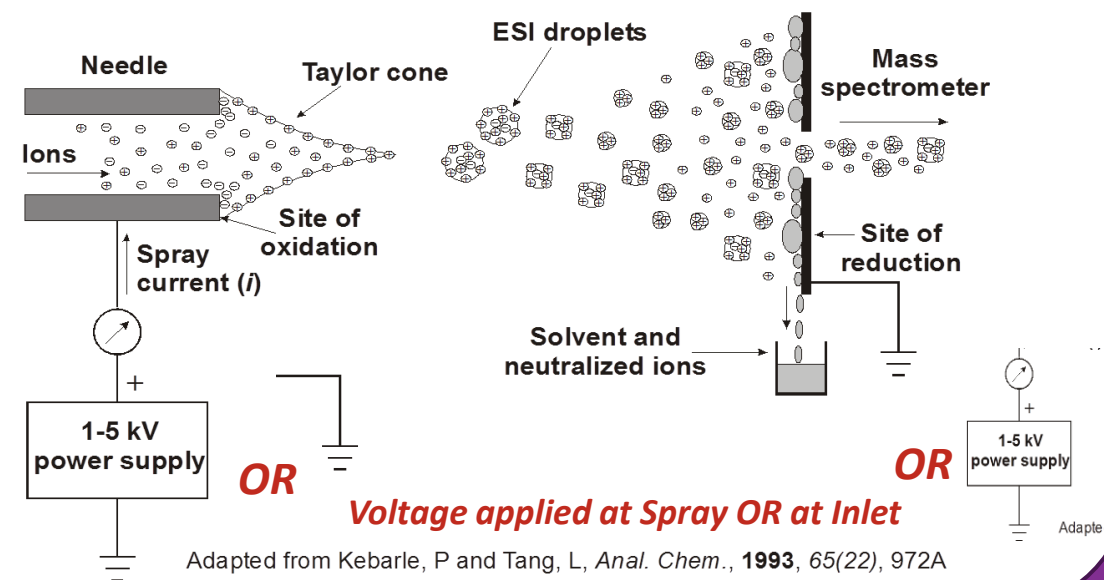 ESI droplets
Needle
Taylor cone
Mass
spectrometer
Ions
Site of
oxidation
Spray
current (i)
Site of
reduction
Solvent and
neutralized ions
+
1-5 kV
power supply
OR
OR
+
1-5 kV
power supply
Voltage applied at Spray OR at Inlet
Adapte
Adapted from Kebarle, P and Tang, L, Anal. Chem., 1993, 65(22), 972A